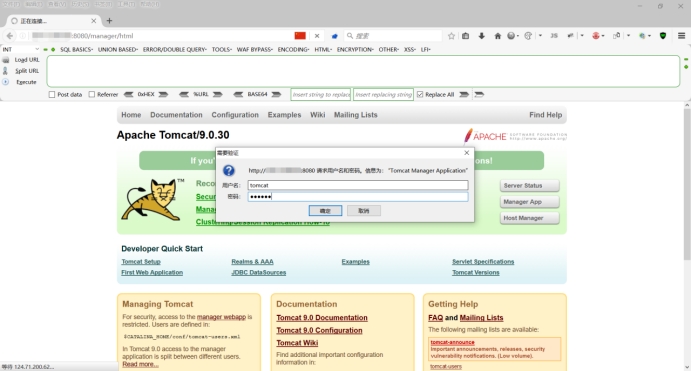 正在连接...
:8080/manager/html
搜索
INT
SQL BASICS UNION BASED ERROR/DOUBLE QUERY TOOLS WAF BYPASS ENCODING HTML ENCRYPTION OTHER XSS LFI
Load URL
Split URL
Execute
Post data Referrer 0xHEX %URL BASE64 Insert string to replace Insert replacing string Replace All
Home Documentation Configuration Examples Wiki Mailing Lists Find Help
Apache Tomcat/9.0.30
APACHE SOFTWARE FOUNDATION
http://www.apache.org/
需要验证
If you'
ons!
http:// :8080 请求用户名和密码。信息为： "Tomcat Manager Application"
用户名： tomcat
密码： ●●●●●●
确定 取消
TM
Reco
Secur
Manag
Clustering/Session Replication How-To
Server Status
Manager App
Host Manager
Developer Quick Start
Tomcat Setup
First Web Application
Realms & AAA
JDBC DataSources
Examples
Servlet Specifications
Tomcat Versions
Managing Tomcat
For security, access to the manager webapp is
restricted. Users are defined in:
$CATALINA_HOME/conf/tomcat-users.xml
In Tomcat 9.0 access to the manager
application is split between different users.
Read more...
Documentation
Tomcat 9.0 Documentation
Tomcat 9.0 Configuration
Tomcat Wiki
Find additional important configuration
information in:
Getting Help
FAQ and Mailing Lists
The following mailing lists are available:
tomcat-announce
Important announcements, releases, security
vulnerability notifications. (Low volume).
tomcat-users
等待 124.71.200.62...